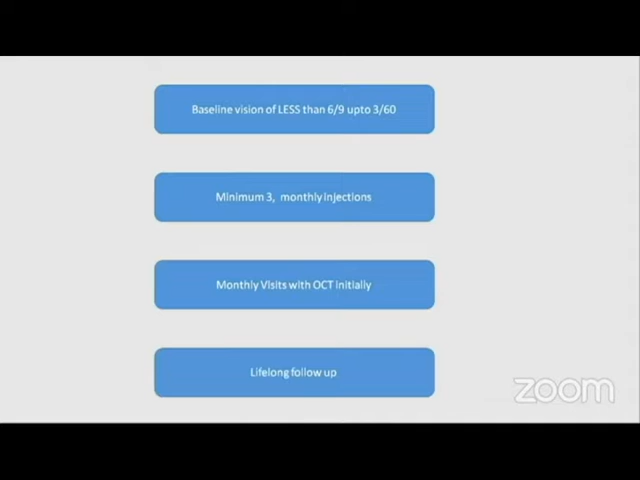 Baseline vision of LESS than 6/9 upto 3/60
Minimum 3, monthly injections
Monthly Visits with OCT initially
Lifelong follow up
zoom